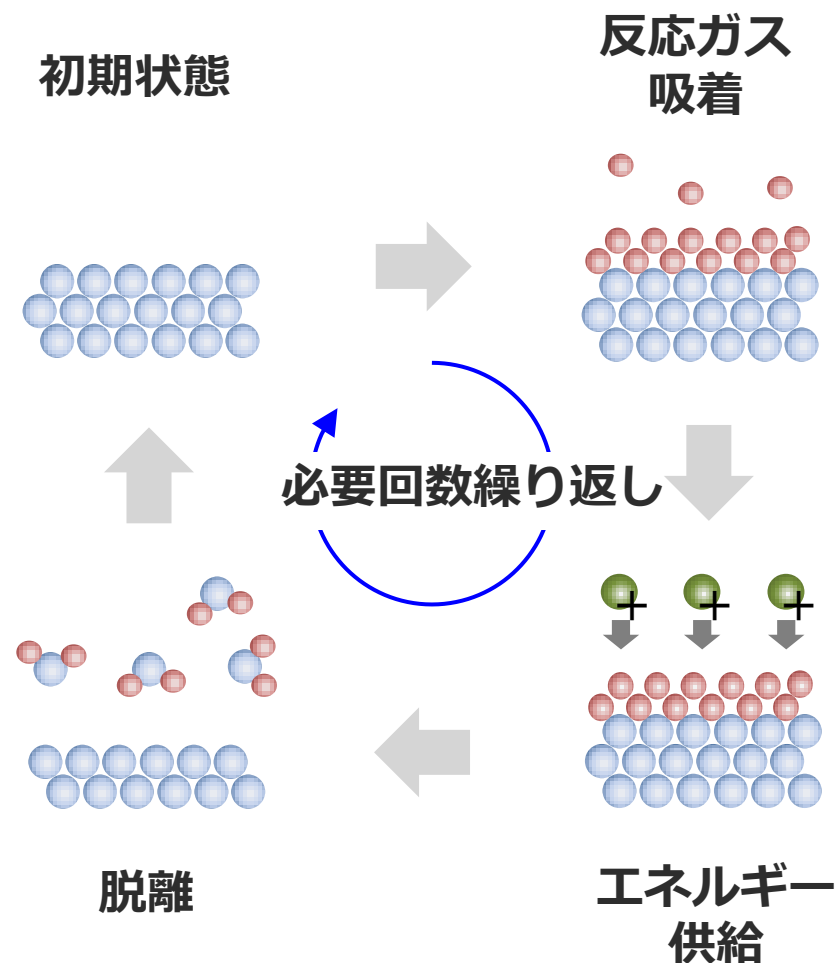 初期状態
反応ガス
吸着
必要回数繰り返し
+
+
+
脱離
エネルギー
供給